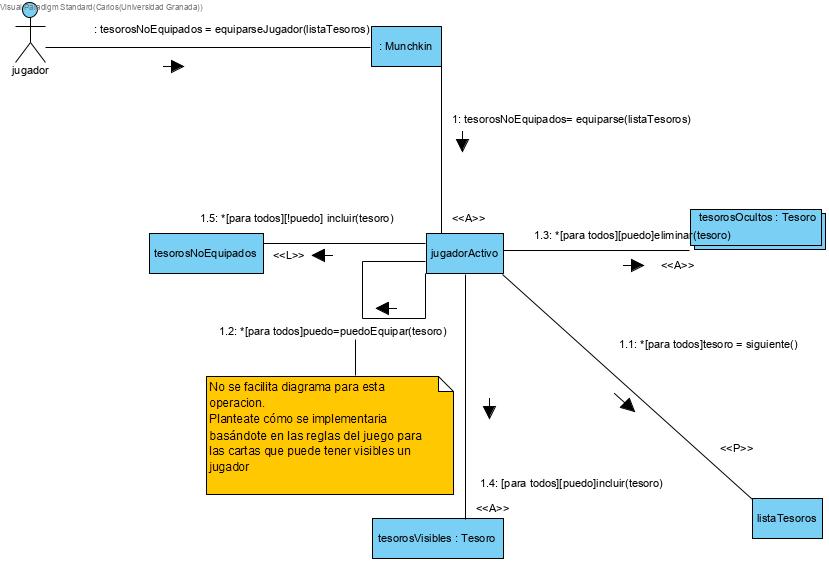 Visual Paradigm Standard(Carlos(Universidad Granada))
: tesorosNoEquipados = equiparseJugador(listaTesoros)
: Munchkin
jugador
1: tesorosNoEquipados= equiparse(listaTesoros)
1.5: *[para todos][!puedo] incluir(tesoro)
<<A>>
tesorosOcultos : Tesoro
1.3: *[para todos][puedo]eliminar(tesoro)
tesorosNoEquipados
<<L>>
jugadorActivo
<<A>>
1.2: *[para todos]puedo=puedoEquipar(tesoro)
1.1: *[para todos]tesoro = siguiente()
No se facilita diagrama para esta
operacion.
Planteate cómo se implementaria
basándote en las reglas del juego para
las cartas que puede tener visibles un
jugador
<<P>>
1.4: [para todos][puedo]incluir(tesoro)
<<A>>
listaTesoros
tesorosVisibles : Tesoro